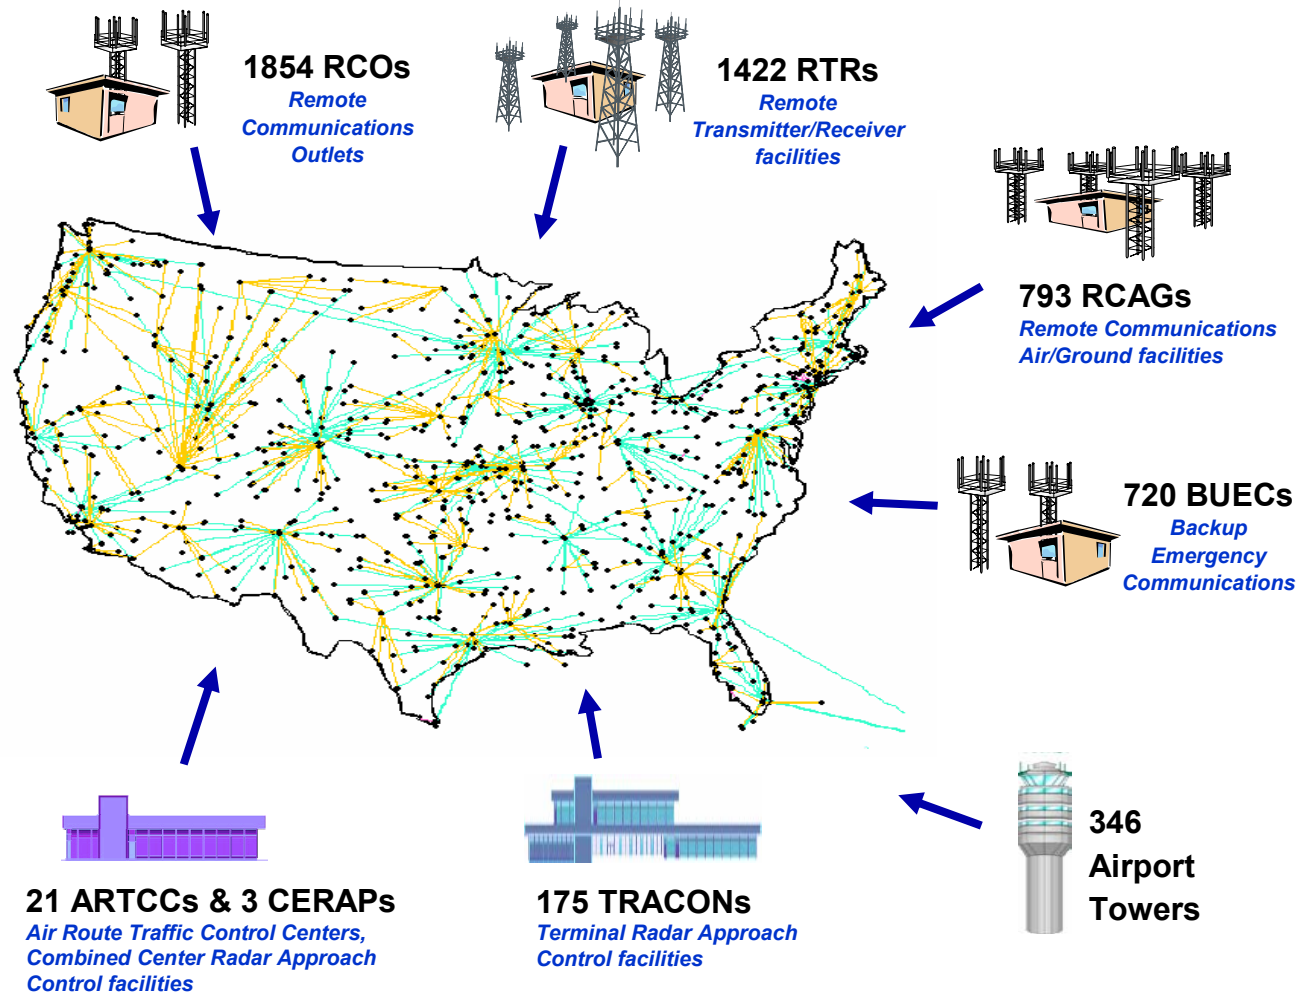 1854 RCOs
Remote
Communications
Outlets
1422 RTRs
Remote
Transmitter/Receiver
facilities
793 RCAGs
Remote Communications
Air/Ground facilities
720 BUECs
Backup
Emergency
Communications
346
Airport
Towers
175 TRACONs
Terminal Radar Approach
Control facilities
21 ARTCCs & 3 CERAPs
Air Route Traffic Control Centers,
Combined Center Radar Approach
Control facilities